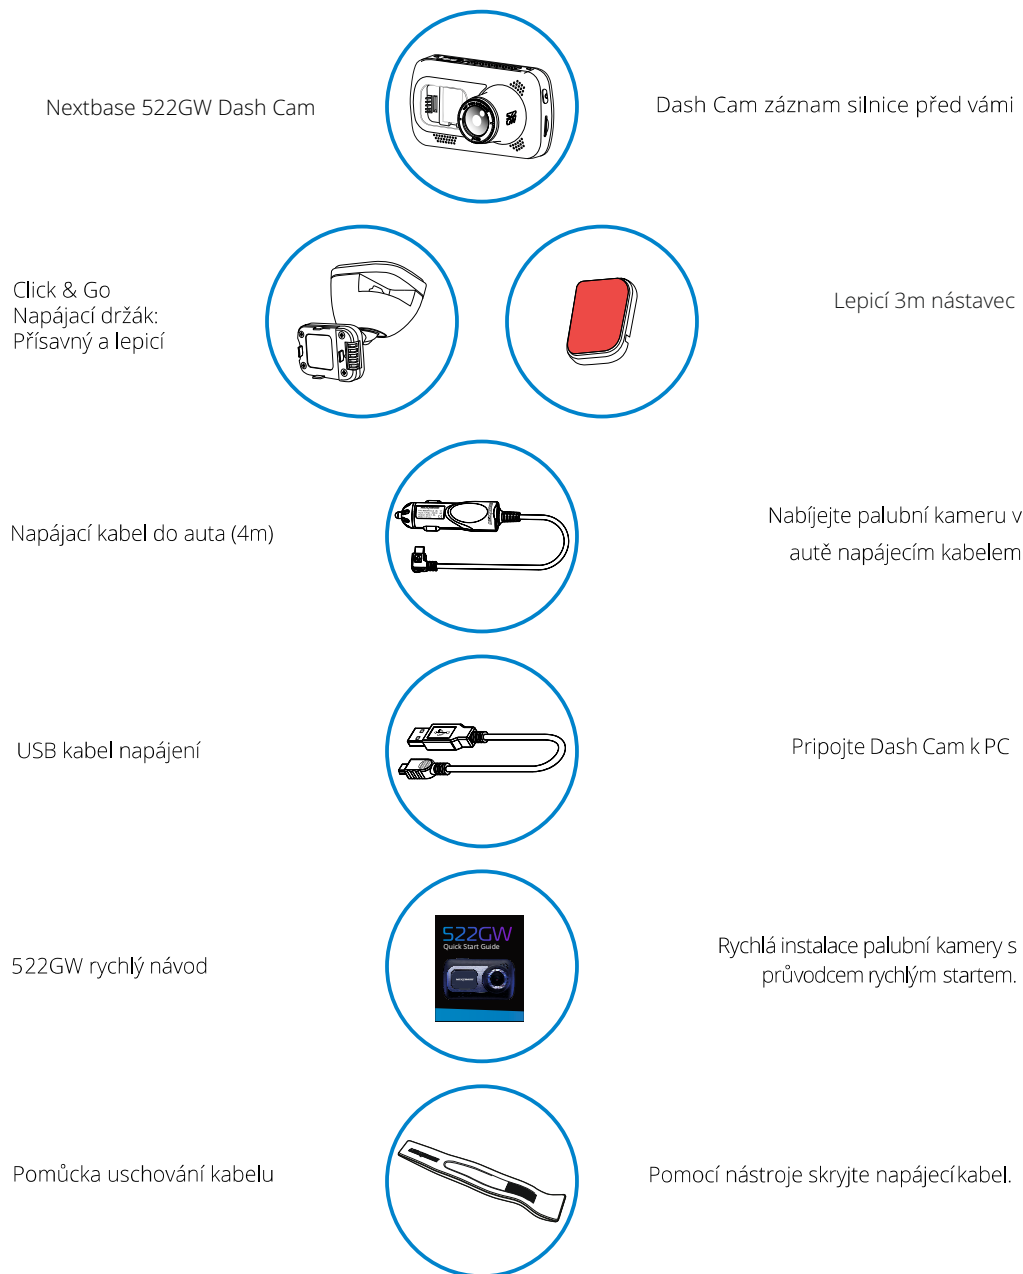 Nextbase 522GW Dash Cam
Dash Cam záznam silnice před vámi
Click & Go
Napájací držák:
Přísavný a lepicí
Lepicí 3m nástavec
Napájací kabel do auta (4m)
Nabíjejte palubní kameru v
autě napájecím kabelem
USB kabel napájení
Pripojte Dash Cam k PC
522GW rychlý návod
522GW
Quick Start Guide
Rychlá instalace palubní kamery s
průvodcem rychlým startem.
Pomůcka uschování kabelu
Pomocí nástroje skryjte napájecí kabel.